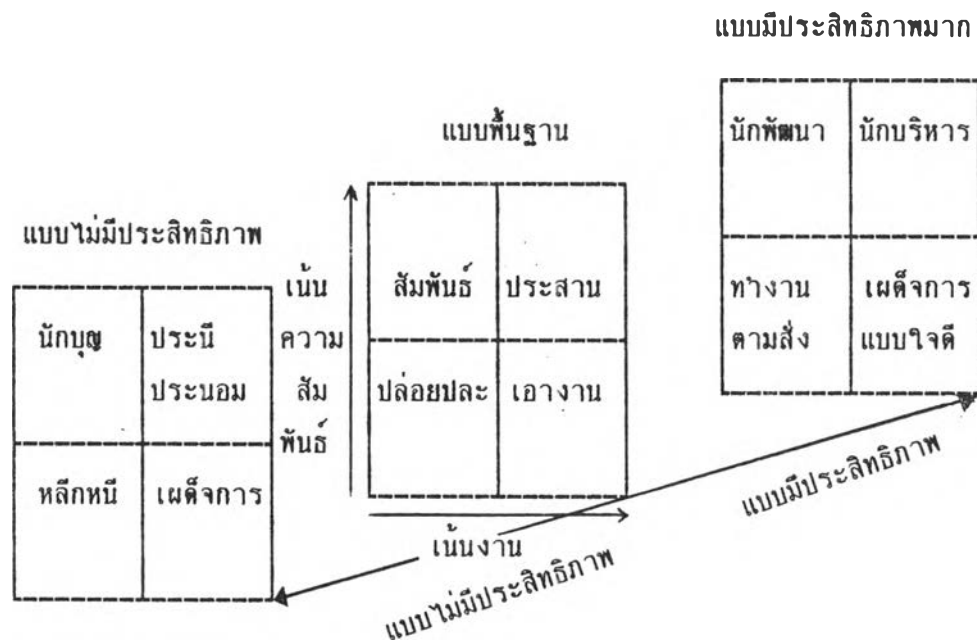 แบบมีประสิทธิภาพมาก
นักพัฒนา
นักบริหาร
ทำงาน
ตามสั่ง
เผด็จการ
แบบใจดี
แบบพื้นฐาน
สัมพันธ์
ประสาน
ปล่อยปละ
เอางาน
แบบไม่มีประสิทธิภาพ
นักบุญ
ประนี
ประนอม
หลีกหนี
เผด็จการ
เน้น
ความ
สัม
พันธ์
เน้นงาน
แบบมีประสิทธิภาพ
แบบไม่มีประสิทธิภาพ